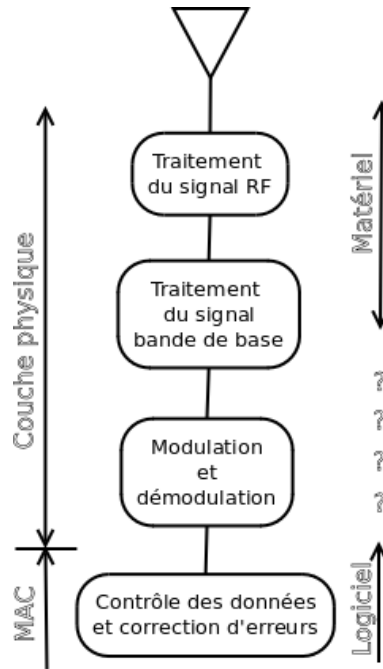 Traitement
du signal RF
Traitement
du signal
bande de base
Modulation
et
démodulation
Contrôle des données
et correction d'erreurs
Couche physique
MAC
Matériel
? ? ? ?
Logiciel